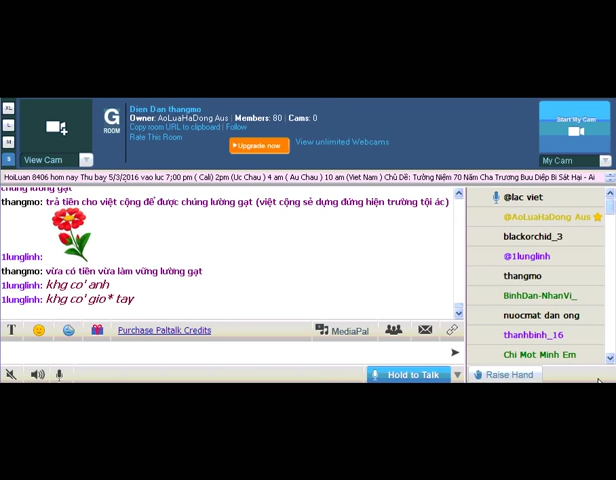 XL
L
M
S
View Cam
G
ROOM
Dien Dan thangmo
Owner: AoLuaHaDong Aus | Members: 80 | Cams: 0
Copy room URL to clipboard | Follow
Rate This Room
Upgrade now
View unlimited Webcams
Start My Cam
My Cam
HoiLuan 8406 hom nay Thu bay 5/3/2016 vao luc 7;00 pm ( Cali) 2pm (Uc Chau ) 4 am ( Au Chau ) 10 am (Viet Nam ) Chủ Đề: Tưởng Niệm 70 Năm Cha Trương Bưu Diệp Bi Sát Hại - Ai
chúng lường gạt
thangmo: trả tiền cho việt cộng để được chúng lường gạt (việt cộng sẻ dựng đứng hiện trường tội ác)
1lunglinh:
thangmo: vừa có tiền vừa làm vững lường gạt
1lunglinh: khg co' anh
1lunglinh: khg co' gio* tay
T
Purchase Paltalk Credits
MediaPal
Hold to Talk
@lac viet
@AoLuaHaDong Aus
blackorchid_3
@1lunglinh
thangmo
BinhDan-NhanVi_
nuocmat dan ong
thanhbinh_16
Chi Mot Minh Em
Raise Hand